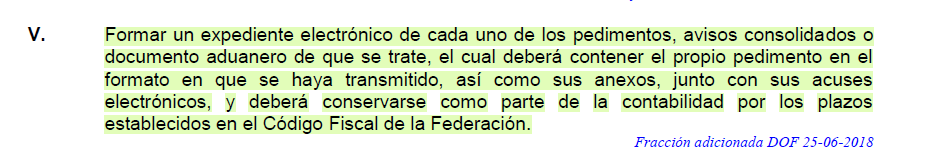 V. Formar un expediente electrónico de cada uno de los pedimentos, avisos consolidados o
documento aduanero de que se trate, el cual deberá contener el propio pedimento en el
formato en que se haya transmitido, así como sus anexos, junto con sus acuses
electrónicos, y deberá conservarse como parte de la contabilidad por los plazos
establecidos en el Código Fiscal de la Federación.
Fracción adicionada DOF 25-06-2018